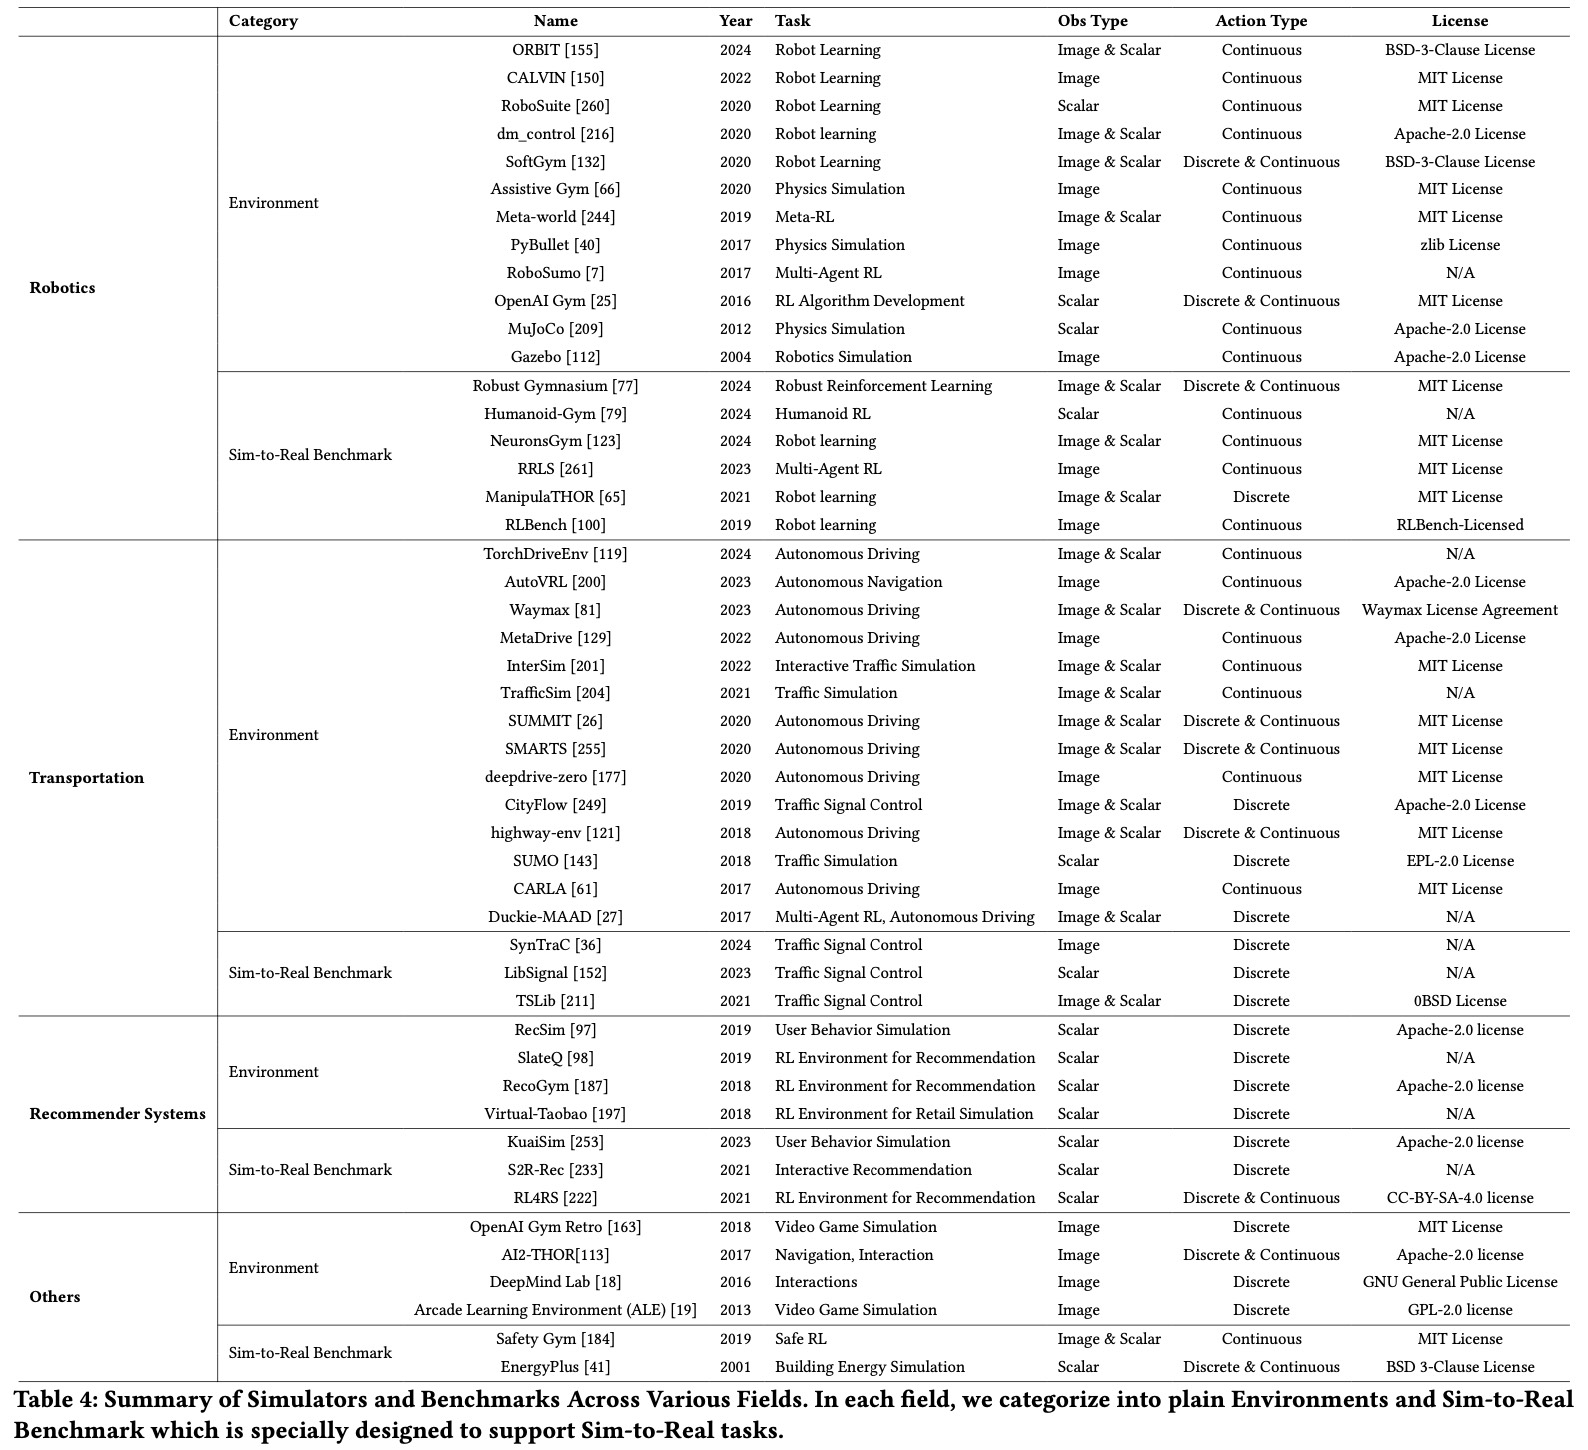 Category Name Year Task Obs Type Action Type License
ORBIT [155] 2024 Robot Learning Image & Scalar Continuous BSD-3-Clause License
CALVIN [150] 2022 Robot Learning Image Continuous MIT License
RoboSuite [260] 2020 Robot Learning Scalar Continuous MIT License
dm_control [216] 2020 Robot learning Image & Scalar Continuous Apache-2.0 License
SoftGym [132] 2020 Robot Learning Image & Scalar Discrete & Continuous BSD-3-Clause License
Assistive Gym [66] 2020 Physics Simulation Image Continuous MIT License
Environment
Meta-world [244] 2019 Meta-RL Image & Scalar Continuous MIT License
PyBullet [40] 2017 Physics Simulation Image Continuous zlib License
RoboSumo [7] 2017 Multi-Agent RL Image Continuous N/A
Robotics
OpenAI Gym [25] 2016 RL Algorithm Development Scalar Discrete & Continuous MIT License
MuJoCo [209] 2012 Physics Simulation Scalar Continuous Apache-2.0 License
Gazebo [112] 2004 Robotics Simulation Image Continuous Apache-2.0 License
Robust Gymnasium [77] 2024 Robust Reinforcement Learning Image & Scalar Discrete & Continuous MIT License
Humanoid-Gym [79] 2024 Humanoid RL Scalar Continuous N/A
NeuronsGym [123] 2024 Robot learning Image & Scalar Continuous MIT License
Sim-to-Real Benchmark
RRLS [261] 2023 Multi-Agent RL Image Continuous MIT License
ManipulaTHOR [65] 2021 Robot learning Image & Scalar Discrete MIT License
RLBench [100] 2019 Robot learning Image Continuous RLBench-Licensed
TorchDriveEnv [119] 2024 Autonomous Driving Image & Scalar Continuous N/A
AutoVRL [200] 2023 Autonomous Navigation Image Continuous Apache-2.0 License
Waymax [81] 2023 Autonomous Driving Image & Scalar Discrete & Continuous Waymax License Agreement
MetaDrive [129] 2022 Autonomous Driving Image Continuous Apache-2.0 License
InterSim [201] 2022 Interactive Traffic Simulation Image & Scalar Continuous MIT License
TrafficSim [204] 2021 Traffic Simulation Image & Scalar Continuous N/A
SUMMIT [26] 2020 Autonomous Driving Image & Scalar Discrete & Continuous MIT License
Environment
SMARTS [255] 2020 Autonomous Driving Image & Scalar Discrete & Continuous MIT License
Transportation deepdrive-zero [177] 2020 Autonomous Driving Image Continuous MIT License
CityFlow [249] 2019 Traffic Signal Control Image & Scalar Discrete Apache-2.0 License
highway-env [121] 2018 Autonomous Driving Image & Scalar Discrete & Continuous MIT License
SUMO [143] 2018 Traffic Simulation Scalar Discrete EPL-2.0 License
CARLA [61] 2017 Autonomous Driving Image Continuous MIT License
Duckie-MAAD [27] 2017 Multi-Agent RL, Autonomous Driving Image & Scalar Discrete N/A
SynTraC [36] 2024 Traffic Signal Control Image Discrete N/A
Sim-to-Real Benchmark LibSignal [152] 2023 Traffic Signal Control Scalar Discrete N/A
TSLib [211] 2021 Traffic Signal Control Image & Scalar Discrete 0BSD License
RecSim [97] 2019 User Behavior Simulation Scalar Discrete Apache-2.0 license
SlateQ [98] 2019 RL Environment for Recommendation Scalar Discrete N/A
Environment
RecoGym [187] 2018 RL Environment for Recommendation Scalar Discrete Apache-2.0 license
Recommender Systems Virtual-Taobao [197] 2018 RL Environment for Retail Simulation Scalar Discrete N/A
KuaiSim [253] 2023 User Behavior Simulation Scalar Discrete Apache-2.0 license
Sim-to-Real Benchmark S2R-Rec [233] 2021 Interactive Recommendation Scalar Discrete N/A
RL4RS [222] 2021 RL Environment for Recommendation Scalar Discrete & Continuous CC-BY-SA-4.0 license
OpenAI Gym Retro [163] 2018 Video Game Simulation Image Discrete MIT License
AI2-THOR[113] 2017 Navigation, Interaction Image Discrete & Continuous Apache-2.0 license
Environment
DeepMind Lab [18] 2016 Interactions Image Discrete GNU General Public License
Others
Arcade Learning Environment (ALE) [19] 2013 Video Game Simulation Image Discrete GPL-2.0 license
Safety Gym [184] 2019 Safe RL Image & Scalar Continuous MIT License
Sim-to-Real Benchmark
EnergyPlus [41] 2001 Building Energy Simulation Scalar Discrete & Continuous BSD 3-Clause License
Table 4: Summary of Simulators and Benchmarks Across Various Fields. In each field, we categorize into plain Environments and Sim-to-Real
Benchmark which is specially designed to support Sim-to-Real tasks.